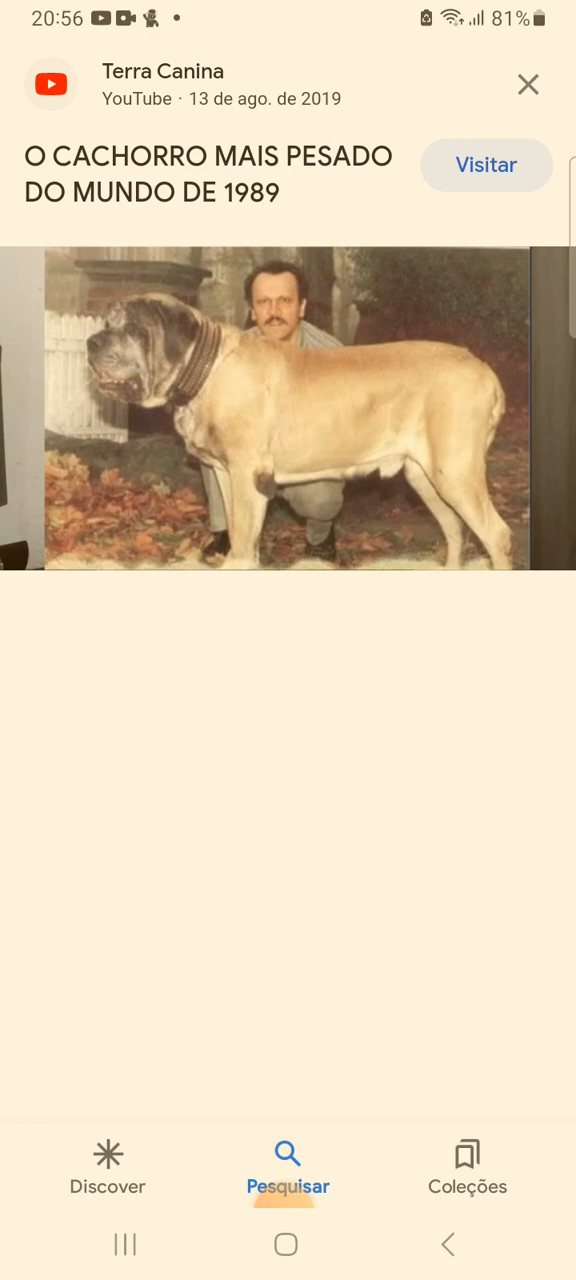 20:56 81%
Terra Canina
YouTube · 13 de ago. de 2019
O CACHORRO MAIS PESADO
DO MUNDO DE 1989
Visitar
Discover
Pesquisar
Coleções